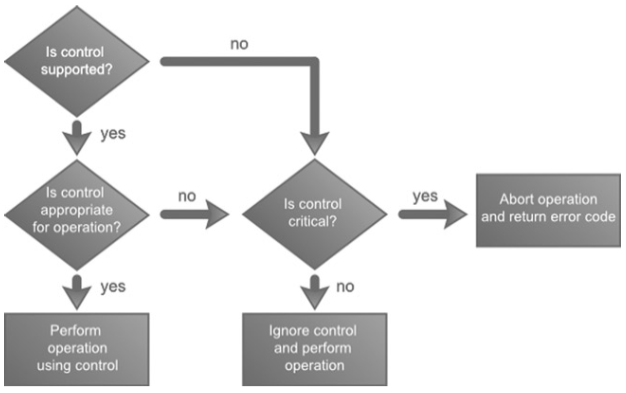 Is control
supported?
no
yes
Is control
appropriate
for operation?
no
Is control
critical?
yes
Abort operation
and return error code
yes
no
Perform
operation
using control
Ignore control
and perform
operation